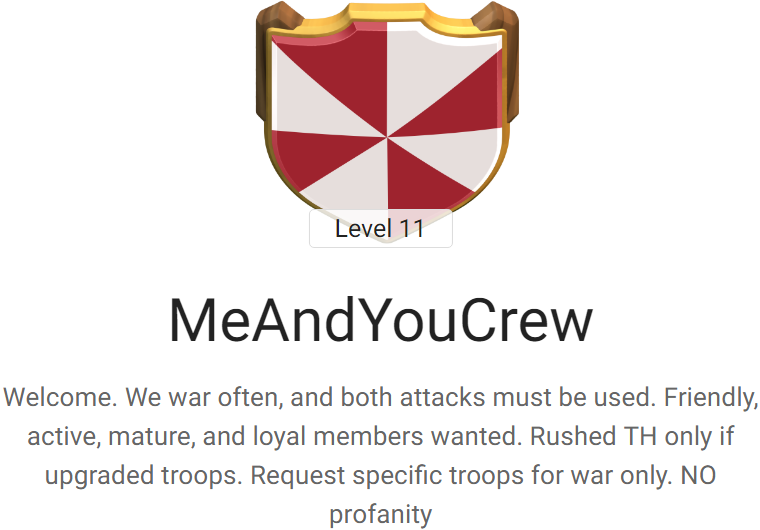 Level 11
MeAndYouCrew
Welcome. We war often, and both attacks must be used. Friendly,
active, mature, and loyal members wanted. Rushed TH only if
upgraded troops. Request specific troops for war only. NO
profanity